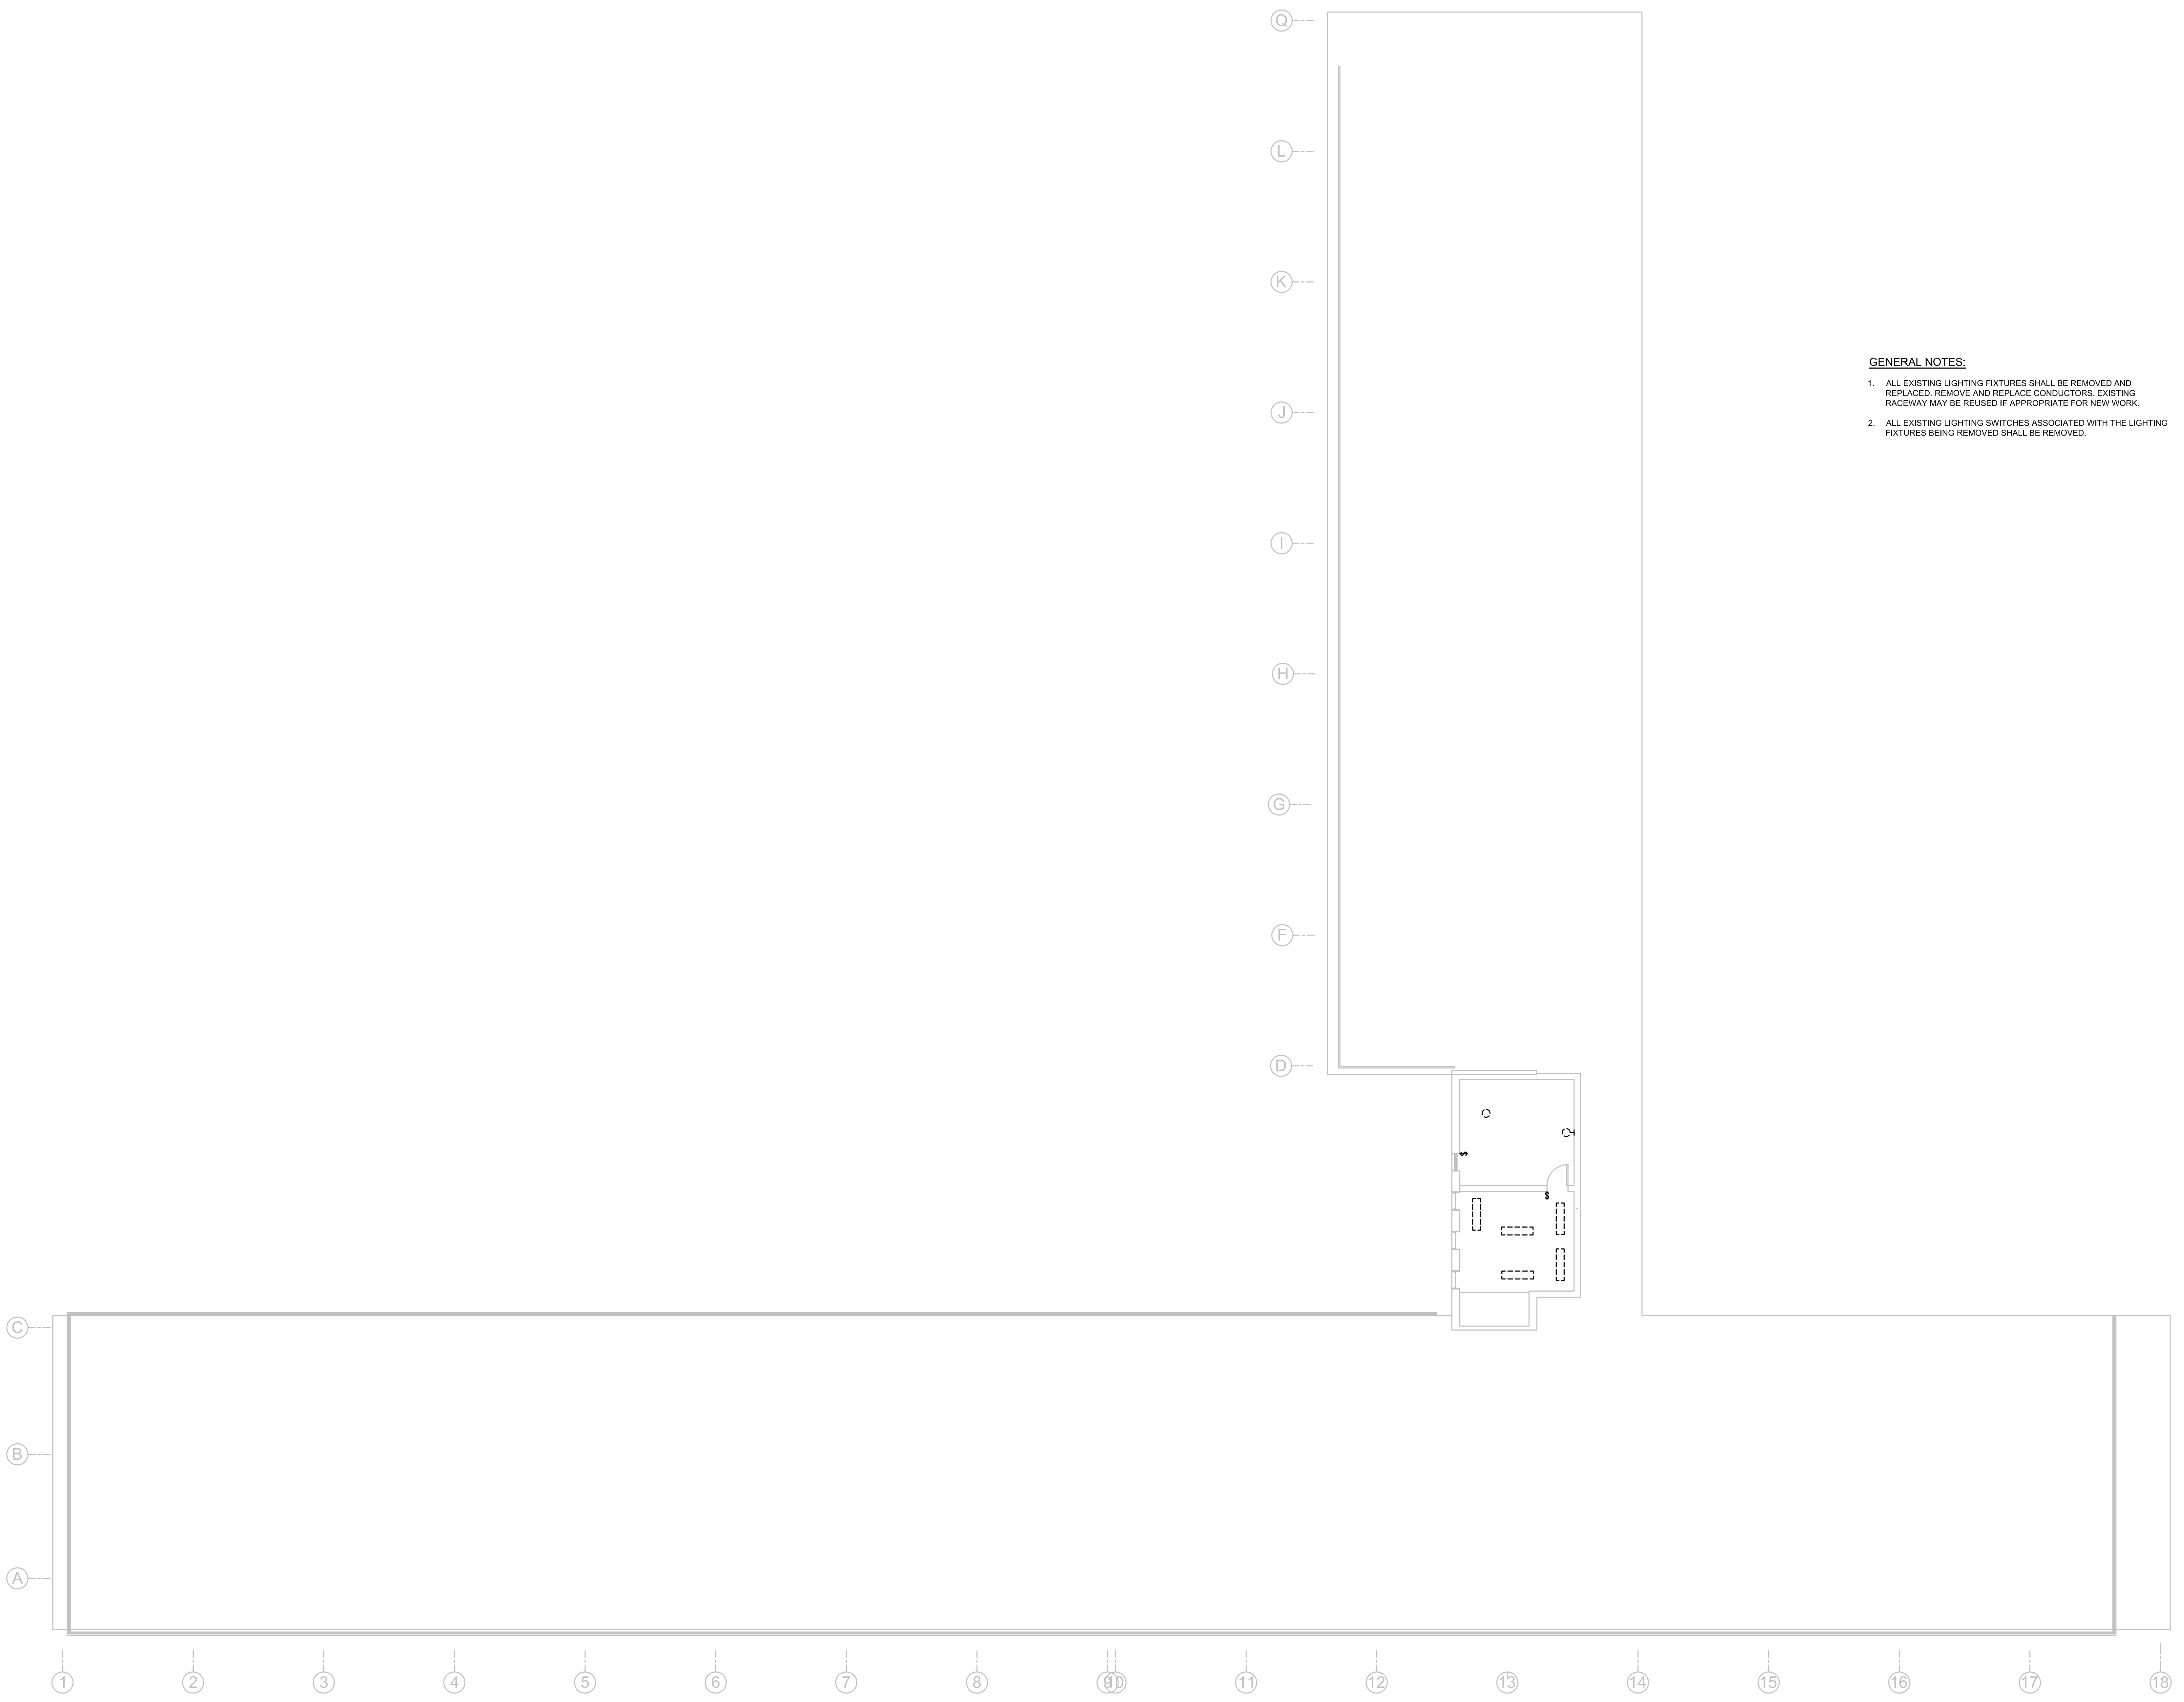 Q
L
K
GENERAL NOTES:
1. ALL EXISTING LIGHTING FIXTURES SHALL BE REMOVED AND
REPLACED. REMOVE AND REPLACE CONDUCTORS. EXISTING
RACEWAY MAY BE REUSED IF APPROPRIATE FOR NEW WORK.
2. ALL EXISTING LIGHTING SWITCHES ASSOCIATED WITH THE LIGHTING
FIXTURES BEING REMOVED SHALL BE REMOVED.
J
I
H
G
F
D
$
$
C
B
A
1 2 3 4 5 6 7 8 9 10 11 12 13 14 15 16 17 18